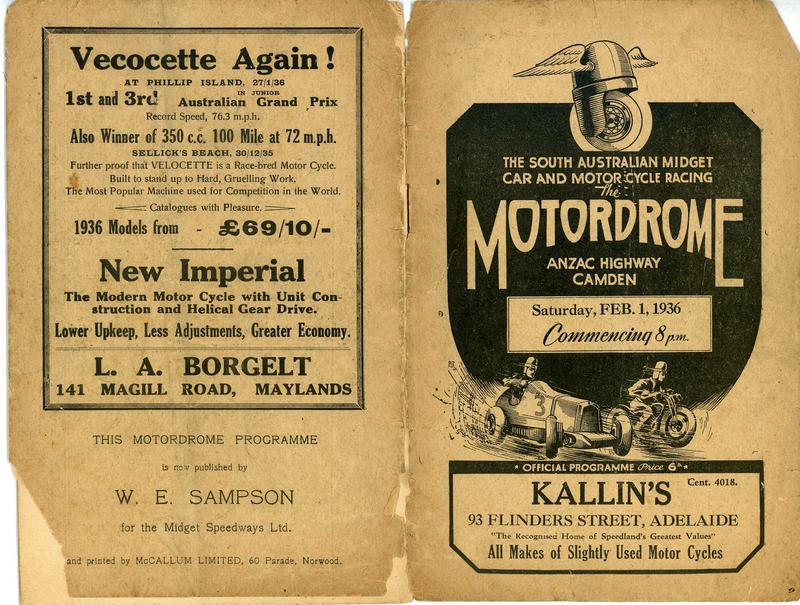 Vecocette Again!
AT PHILLIP ISLAND, 27/1/36
1st and 3rd IN JUNIOR Australian Grand Prix
Record Speed, 76.3 m.p.h.
Also Winner of 350 c.c. 100 Mile at 72 m.p.h.
SELLICK'S BEACH, 30/12/35
Further proof that VELOCETTE is a Race-bred Motor Cycle.
Built to stand up to Hard, Gruelling Work.
The Most Popular Machine used for Competition in the World.
Catalogues with Pleasure.
1936 Models from - £69/10/-
New Imperial
The Modern Motor Cycle with Unit Con-
struction and Helical Gear Drive.
Lower Upkeep, Less Adjustments, Greater Economy.
L. A. BORGELT
141 MAGILL ROAD, MAYLANDS
THIS MOTORDROME PROGRAMME
is now published by
W. E. SAMPSON
for the Midget Speedways Ltd.
and printed by McCALLUM LIMITED, 60 Parade, Norwood.
THE SOUTH AUSTRALIAN MIDGET
CAR AND MOTOR CYCLE RACING
The
MOTORDROME
ANZAC HIGHWAY
CAMDEN
Saturday, FEB. 1, 1936
Commencing 8 p.m.
3
* OFFICIAL PROGRAMME Price 6d *
KALLIN'S Cent. 4018.
93 FLINDERS STREET, ADELAIDE
"The Recognised Home of Speedland's Greatest Values"
All Makes of Slightly Used Motor Cycles